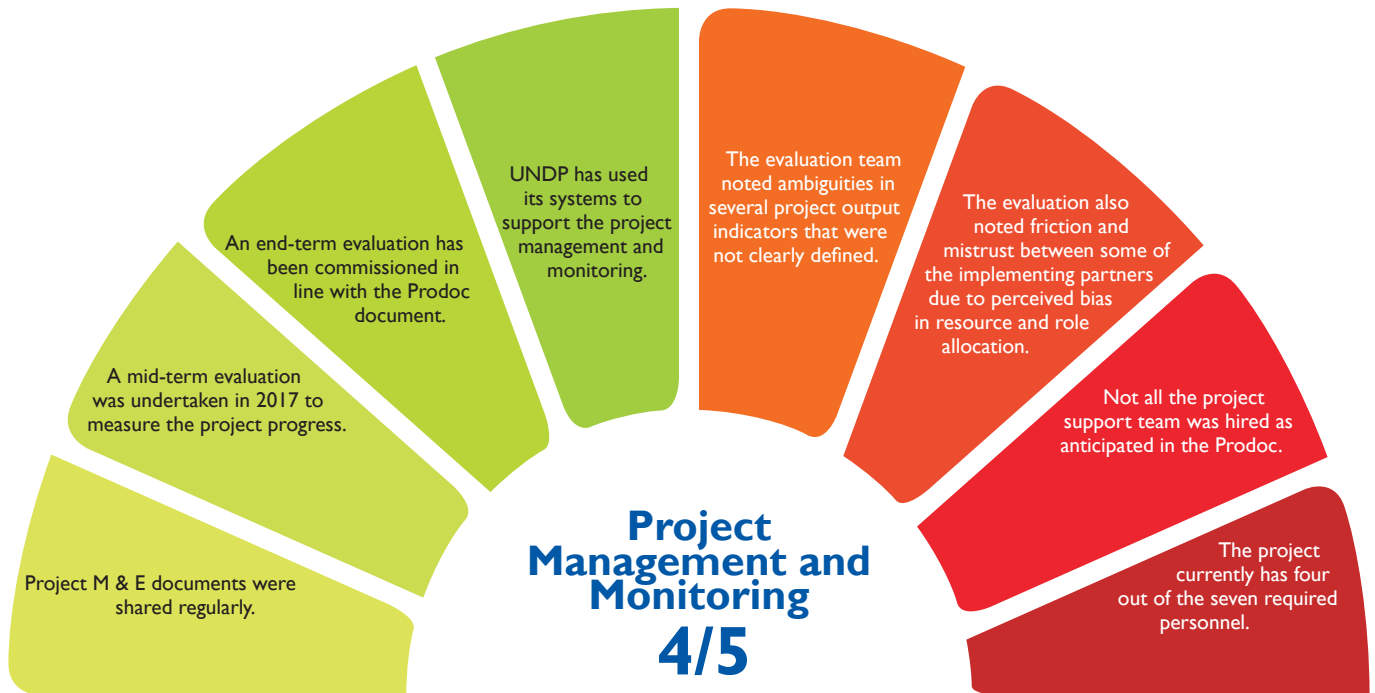 Project M & E documents were
shared regularly.
A mid-term evaluation
was undertaken in 2017 to
measure the project progress.
An end-term evaluation has
been commissioned in
line with the Prodoc
document.
UNDP has used
its systems to
support the project
management and
monitoring.
The evaluation team
noted ambiguities in
several project output
indicators that were
not clearly defined.
The evaluation also
noted friction and
mistrust between some of
the implementing partners
due to perceived bias
in resource and role
allocation.
Not all the project
support team was hired as
anticipated in the Prodoc.
The project
currently has four
out of the seven required
personnel.
Project
Management and
Monitoring
4/5